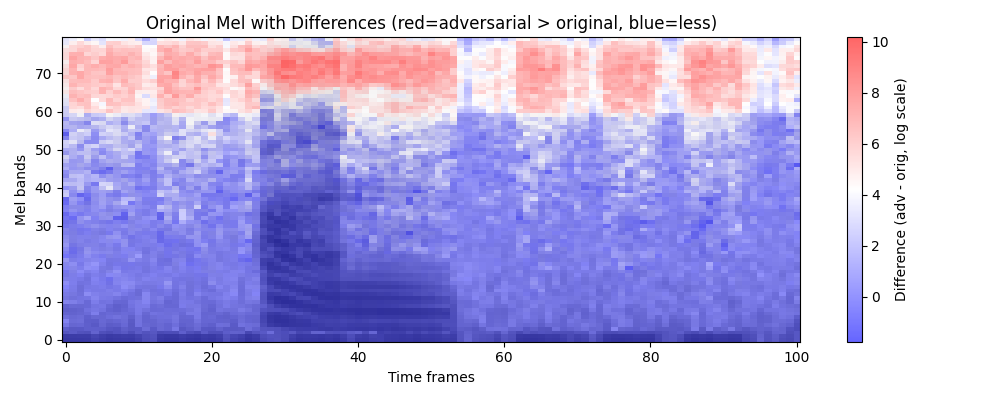 Original Mel with Differences (red=adversarial > original, blue=less)
Mel bands
70
60
50
40
30
20
10
0
0 20 40 60 80 100
Time frames
10
8
6
4
2
0
Difference (adv - orig, log scale)